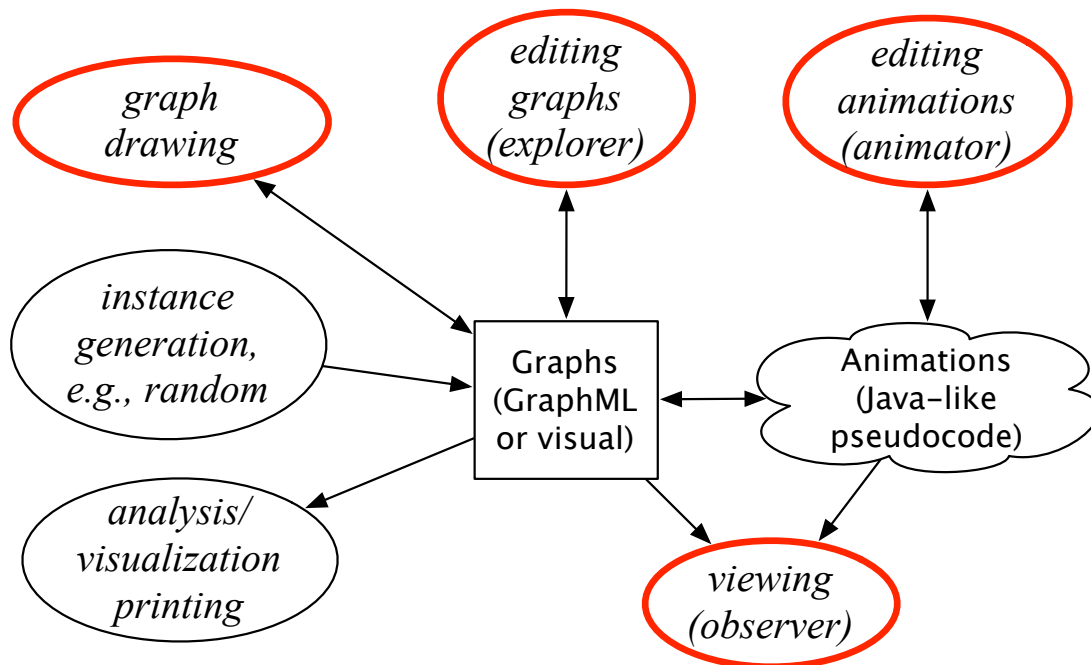 graph
drawing
editing
graphs
(explorer)
editing
animations
(animator)
instance
generation,
e.g., random
Graphs
(GraphML
or visual)
Animations
(Java-like
pseudocode)
analysis/
visualization
printing
viewing
(observer)